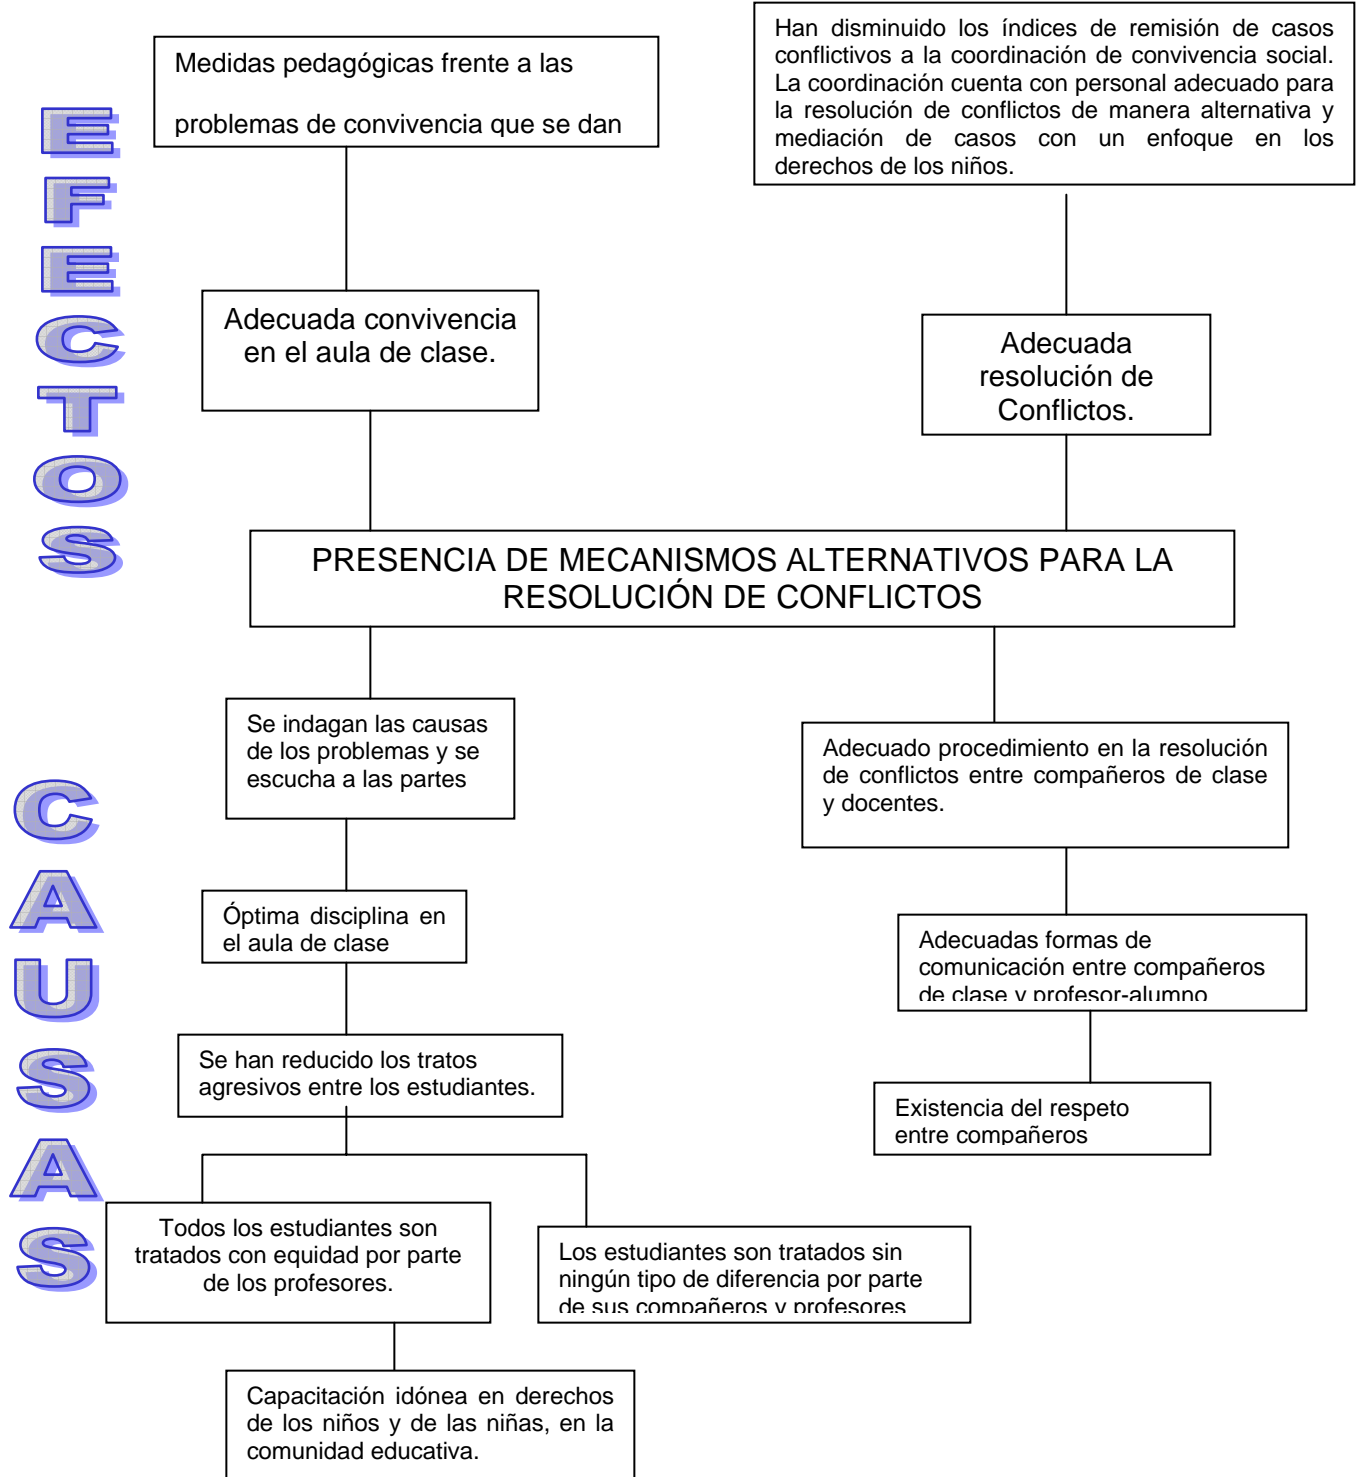 EFECTOS
Medidas pedagógicas frente a las
problemas de convivencia que se dan
Han disminuido los índices de remisión de casos
conflictivos a la coordinación de convivencia social.
La coordinación cuenta con personal adecuado para
la resolución de conflictos de manera alternativa y
mediación de casos con un enfoque en los
derechos de los niños.
Adecuada convivencia
en el aula de clase.
Adecuada
resolución de
Conflictos.
PRESENCIA DE MECANISMOS ALTERNATIVOS PARA LA
RESOLUCIÓN DE CONFLICTOS
CAUSAS
Se indagan las causas
de los problemas y se
escucha a las partes
Adecuado procedimiento en la resolución
de conflictos entre compañeros de clase
y docentes.
Óptima disciplina en
el aula de clase
Adecuadas formas de
comunicación entre compañeros
de clase y profesor-alumno
Se han reducido los tratos
agresivos entre los estudiantes.
Existencia del respeto
entre compañeros
Todos los estudiantes son
tratados con equidad por parte
de los profesores.
Los estudiantes son tratados sin
ningún tipo de diferencia por parte
de sus compañeros y profesores
Capacitación idónea en derechos
de los niños y de las niñas, en la
comunidad educativa.